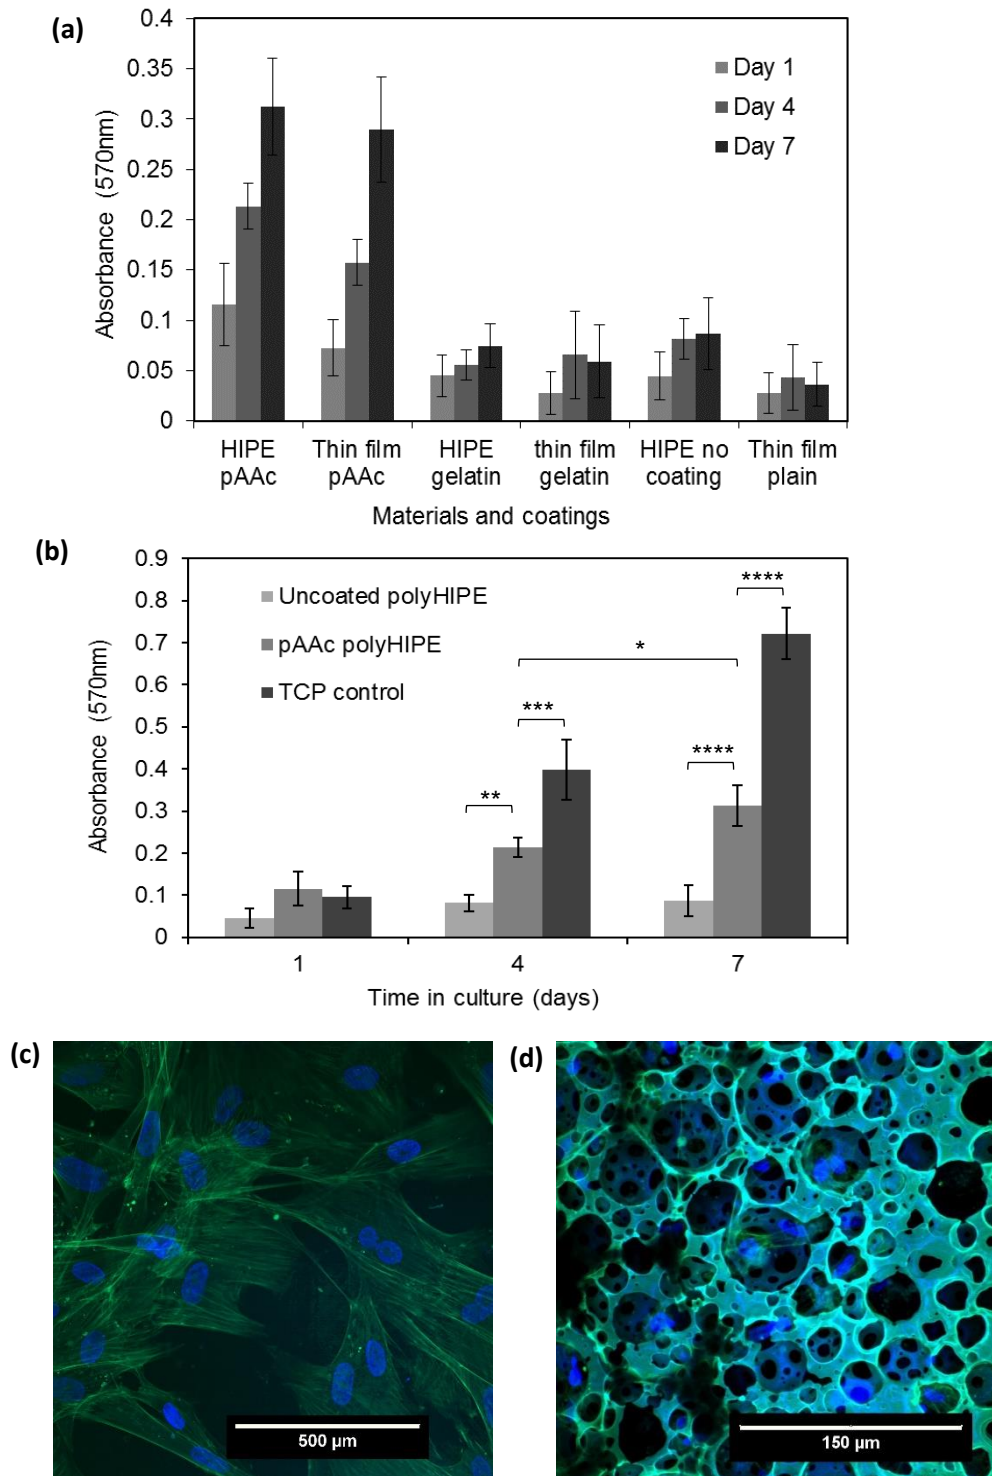 (a)
0.4
0.35
0.3
0.25
0.2
0.15
0.1
0.05
0
Absorbance (570nm)
Day 1
Day 4
Day 7
HIPE pAAc
Thin film pAAc
HIPE gelatin
thin film gelatin
HIPE no coating
Thin film plain
Materials and coatings
(b)
0.9
0.8
0.7
0.6
0.5
0.4
0.3
0.2
0.1
0
Absorbance (570nm)
Uncoated polyHIPE
pAAc polyHIPE
TCP control
**
***
*
****
****
1 4 7
Time in culture (days)
(c)
500 µm
(d)
150 µm